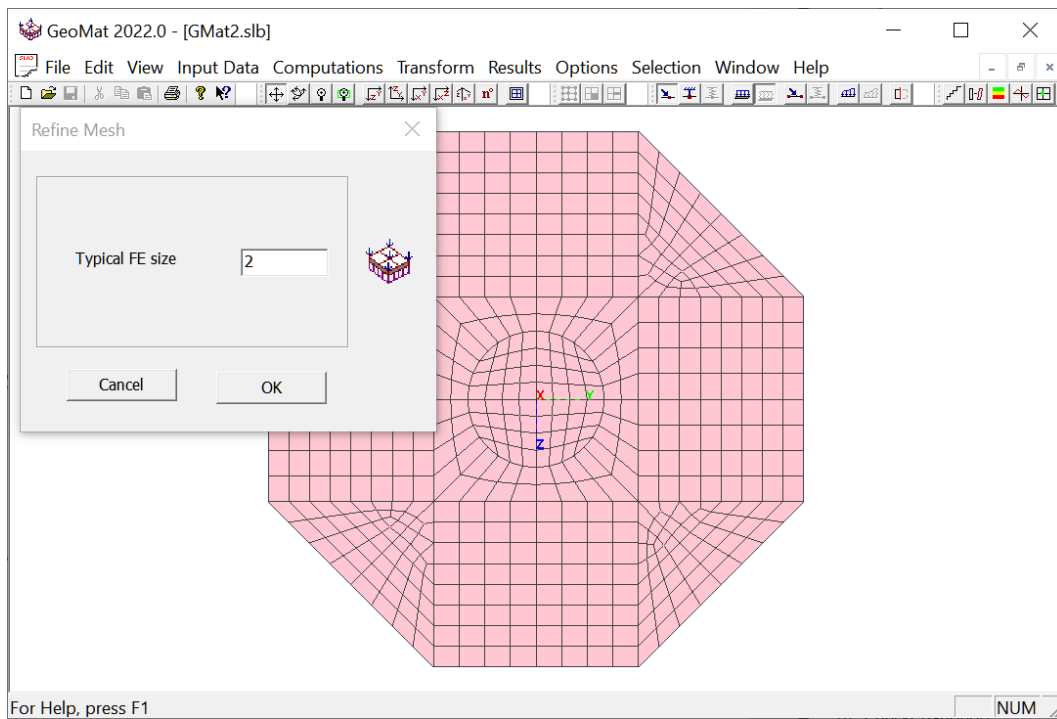 GeoMat 2022.0 - [GMat2.slb]
File Edit View Input Data Computations Transform Results Options Selection Window Help
n°
Refine Mesh
Typical FE size 2
Cancel OK
X Y
Z
For Help, press F1 NUM